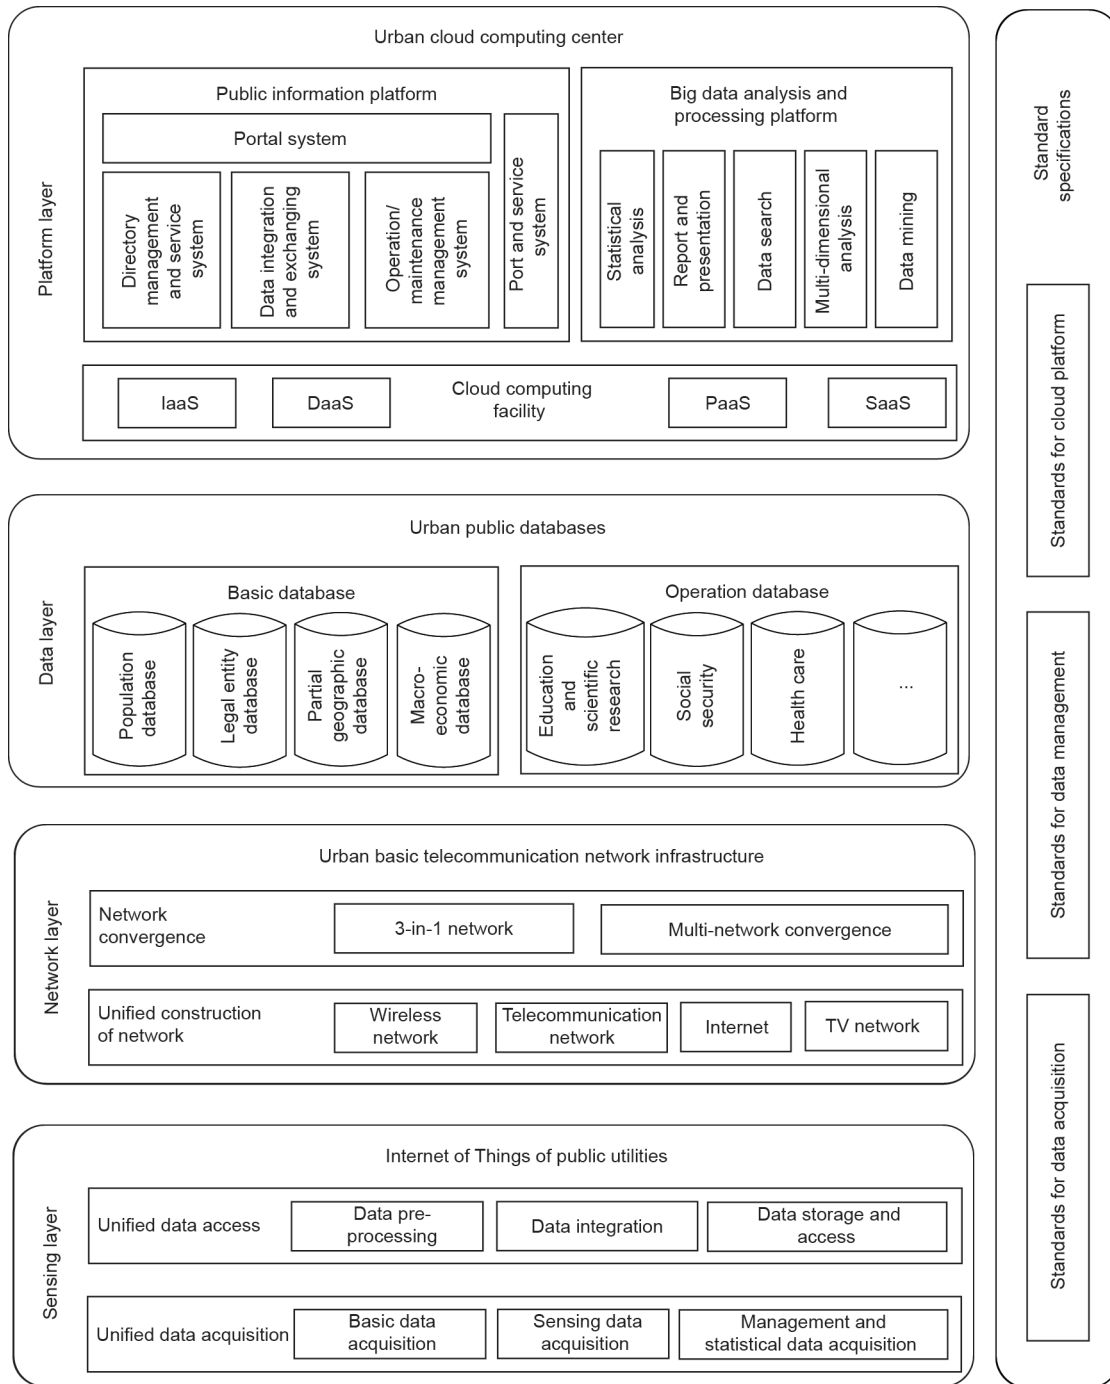 Urban cloud computing center
Platform layer
Public information platform
Portal system
Directory
management
and service
system
Data integration
and exchanging
system
Operation/
maintenance
management
system
Port and service
system
Big data analysis and
processing platform
Statistical
analysis
Report and
presentation
Data search
Multi-dimensional
analysis
Data mining
IaaS
DaaS
Cloud computing
facility
PaaS
SaaS
Urban public databases
Data layer
Basic database
Population
database
Legal entity
database
Partial
geographic
database
Macro-
economic
database
Operation database
Education
and
scientific
research
Social
security
Health care
...
Urban basic telecommunication network infrastructure
Network layer
Network
convergence
3-in-1 network
Multi-network convergence
Unified construction
of network
Wireless
network
Telecommunication
network
Internet
TV network
Internet of Things of public utilities
Sensing layer
Unified data access
Data pre-
processing
Data integration
Data storage and
access
Unified data acquisition
Basic data
acquisition
Sensing data
acquisition
Management and
statistical data acquisition
Standard
specifications
Standards for cloud platform
Standards for data management
Standards for data acquisition